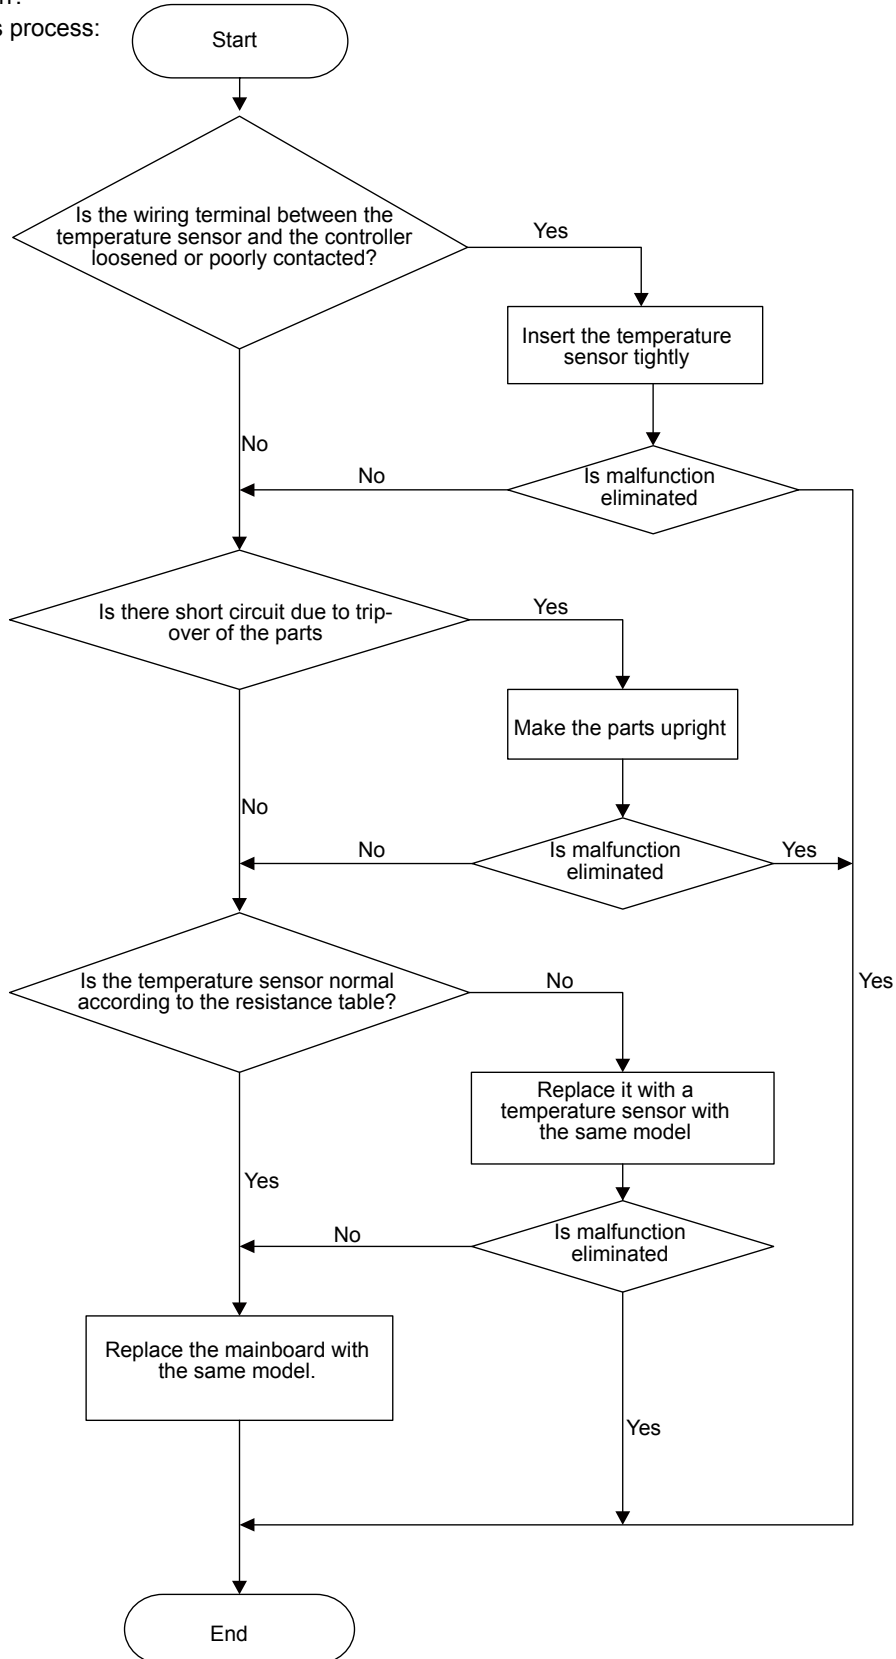 s process:
Start
Is the wiring terminal between the
temperature sensor and the controller
loosened or poorly contacted?
Yes
Insert the temperature
sensor tightly
No
No
Is malfunction
eliminated
Is there short circuit due to trip-
over of the parts
Yes
Make the parts upright
No
No
Is malfunction
eliminated
Yes
Is the temperature sensor normal
according to the resistance table?
No
Yes
Replace it with a
temperature sensor with
the same model
Yes
No
Is malfunction
eliminated
Replace the mainboard with
the same model.
Yes
End